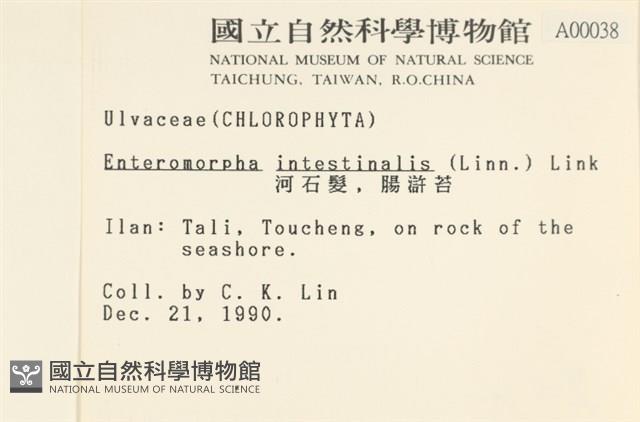 國立自然科學博物館 A00038
NATIONAL MUSEUM OF NATURAL SCIENCE
TAICHUNG, TAIWAN, R.O.CHINA
Ulvaceae(CHLOROPHYTA)
Enteromorpha intestinalis (Linn.) Link
河石髮, 腸滸苔
Ilan: Tali, Toucheng, on rock of the
seashore.
Coll. by C. K. Lin
Dec. 21, 1990.
國立自然科學博物館
NATIONAL MUSEUM OF NATURAL SCIENCE